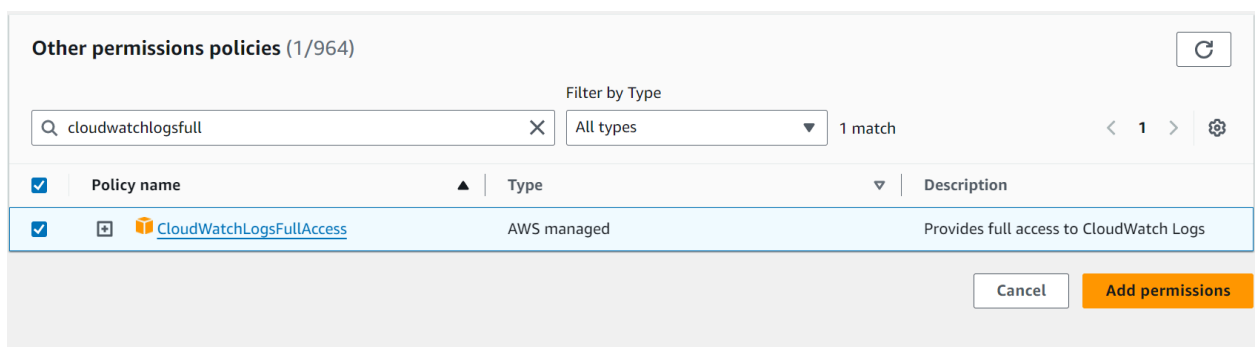 Other permissions policies (1/964)
Filter by Type
cloudwatchlogsfull
All types
1 match
1
Policy name
Type
Description
CloudWatchLogsFullAccess
AWS managed
Provides full access to CloudWatch Logs
Cancel
Add permissions